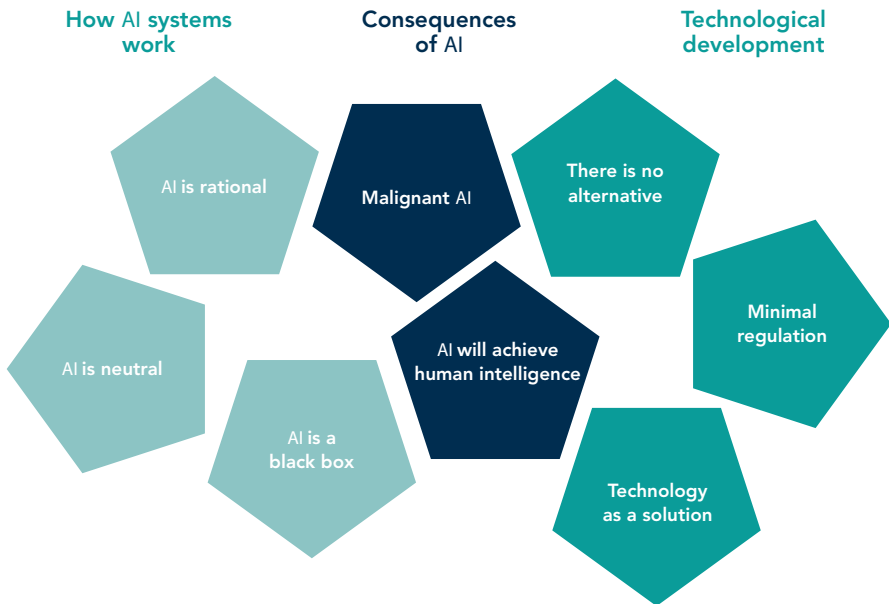 How AI systems
work
Consequences
of AI
Technological
development
AI is rational
Malignant AI
There is no
alternative
AI is neutral
AI is a
black box
AI will achieve
human intelligence
Minimal
regulation
Technology
as a solution